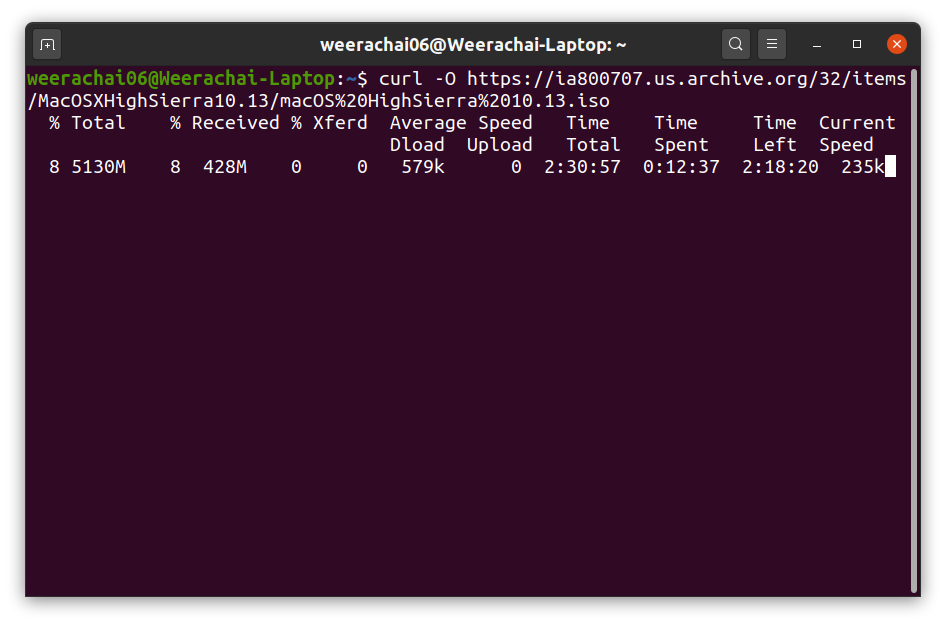 weerachai06@Weerachai-Laptop: ~
weerachai06@Weerachai-Laptop:~$ curl -O https://ia800707.us.archive.org/32/items
/MacOSXHighSierra10.13/macOS%20HighSierra%2010.13.iso
% Total % Received % Xferd Average Speed Time Time Time Current
Dload Upload Total Spent Left Speed
8 5130M 8 428M 0 0 579k 0 2:30:57 0:12:37 2:18:20 235k